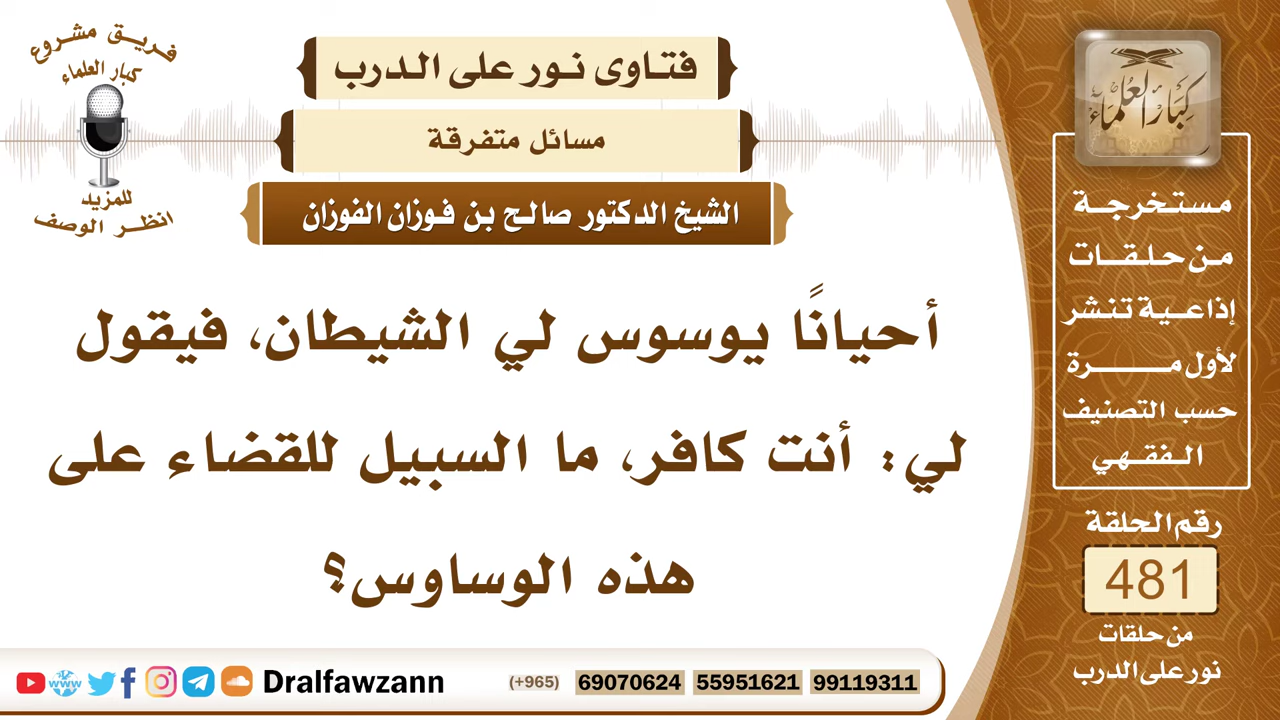 فريق مشروع
كبار العلماء
للمزيد
انظر الوصف
فتاوى نور على الدرب
مسائل متفرقة
الشيخ الدكتور صالح بن فوزان الفوزان
أحيانًا يوسوس لي الشيطان، فيقول
لي: أنت كافر، ما السبيل للقضاء على
هذه الوساوس؟
كبار العلماء
مستخرجة
من حلقات
إذاعية تنشر
لأول مرة
حسب التصنيف
الفقهي
رقم الحلقة
481
من حلقات
نور على الدرب
www Dralfawzann (+965) 69070624 55951621 99119311